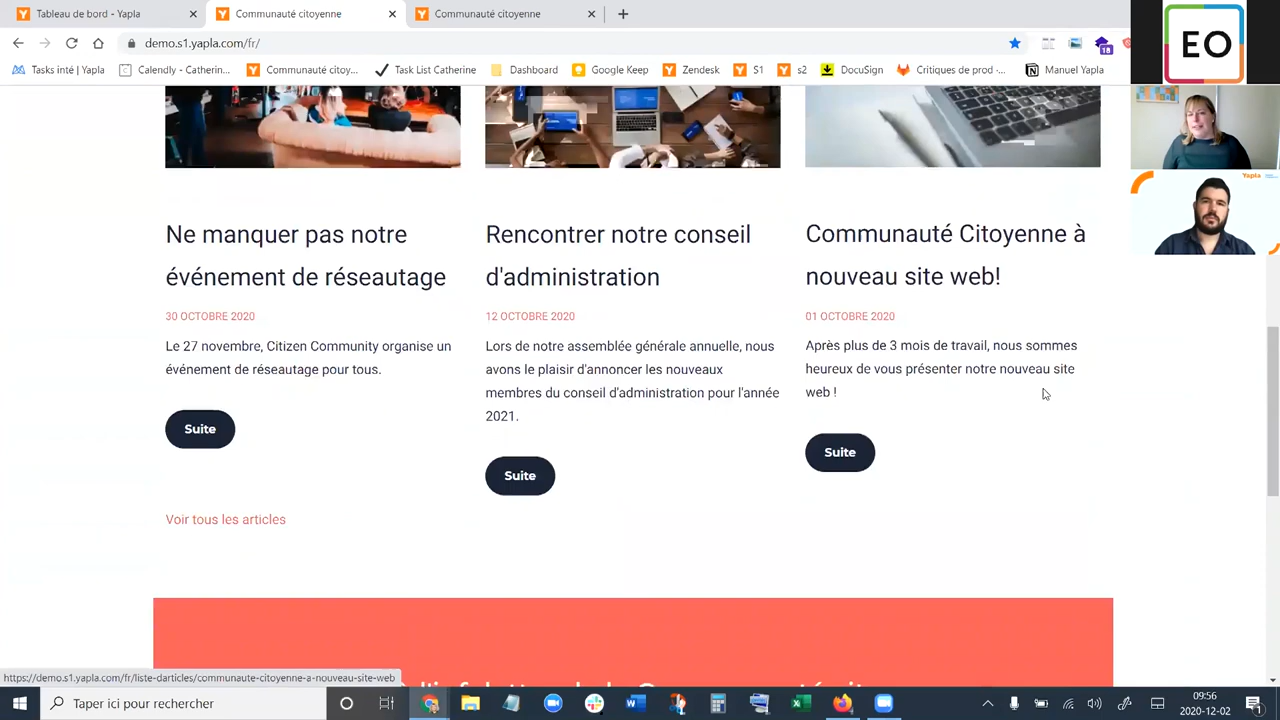 Tableau de bord - Yapla
Communauté citoyenne
Communauté citoyenne
demo.s1.yapla.com/fr/
18
Tasks inté | Yapla
Calendly - Catherin...
Communauté citoy...
Task List Catherine
Dashboard
Google Keep
Zendesk
S1
s2
DocuSign
Critiques de prod -...
Manuel Yapla
EO
Yapla
Ne manquer pas notre
événement de réseautage
30 OCTOBRE 2020
Le 27 novembre, Citizen Community organise un
événement de réseautage pour tous.
Suite
Rencontrer notre conseil
d'administration
12 OCTOBRE 2020
Lors de notre assemblée générale annuelle, nous
avons le plaisir d'annoncer les nouveaux
membres du conseil d'administration pour l'année
2021.
Suite
Communauté Citoyenne à
nouveau site web!
01 OCTOBRE 2020
Après plus de 3 mois de travail, nous sommes
heureux de vous présenter notre nouveau site
web !
Suite
Voir tous les articles
https://demo.s1.yapla.com/fr/liste-darticles/communaute-citoyenne-a-nouveau-site-web
Tapez ici pour rechercher
09:56
2020-12-02
1